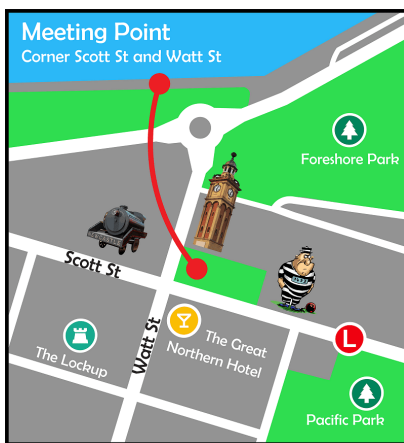 Meeting Point
Corner Scott St and Watt St
Foreshore Park
Scott St
Watt St
The Great
Northern Hotel
The Lockup
L
Pacific Park